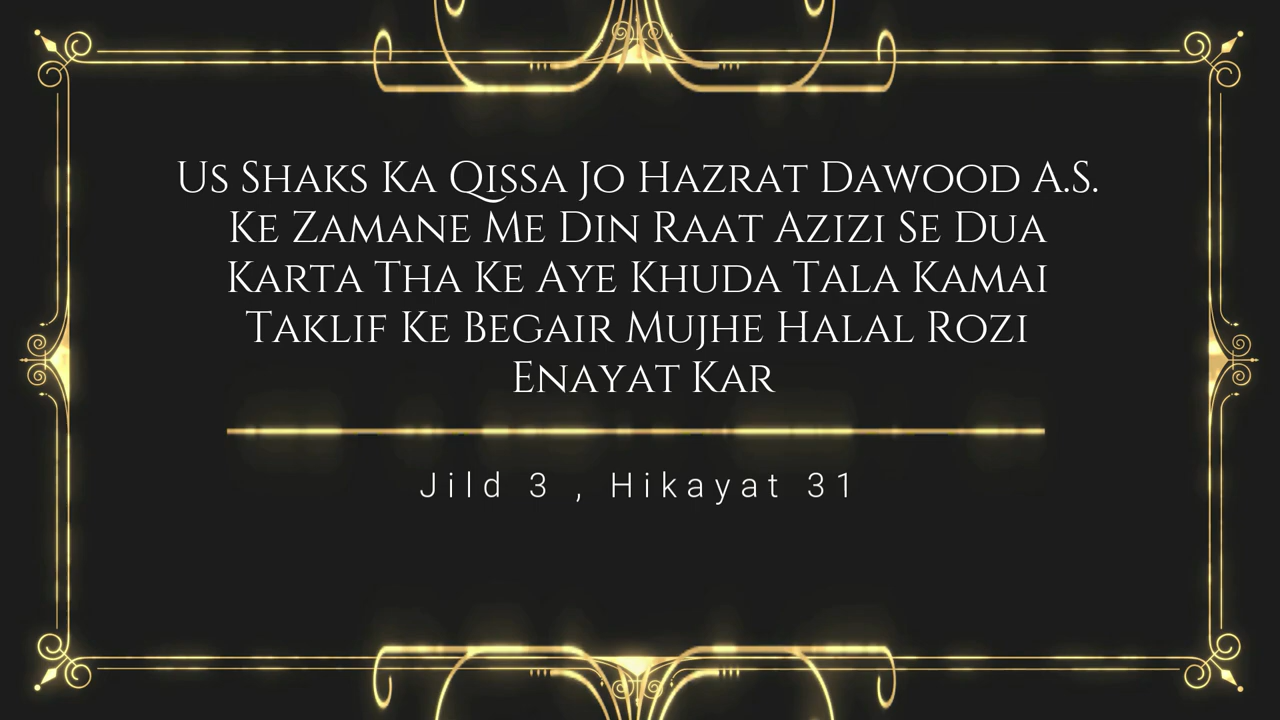 Us Shaks Ka Qissa Jo Hazrat Dawood A.S.
Ke Zamane Me Din Raat Azizi Se Dua
Karta Tha Ke Aye Khuda Tala Kamai
Taklif Ke Begair Mujhe Halal Rozi
Enayat Kar
Jild 3 , Hikayat 31